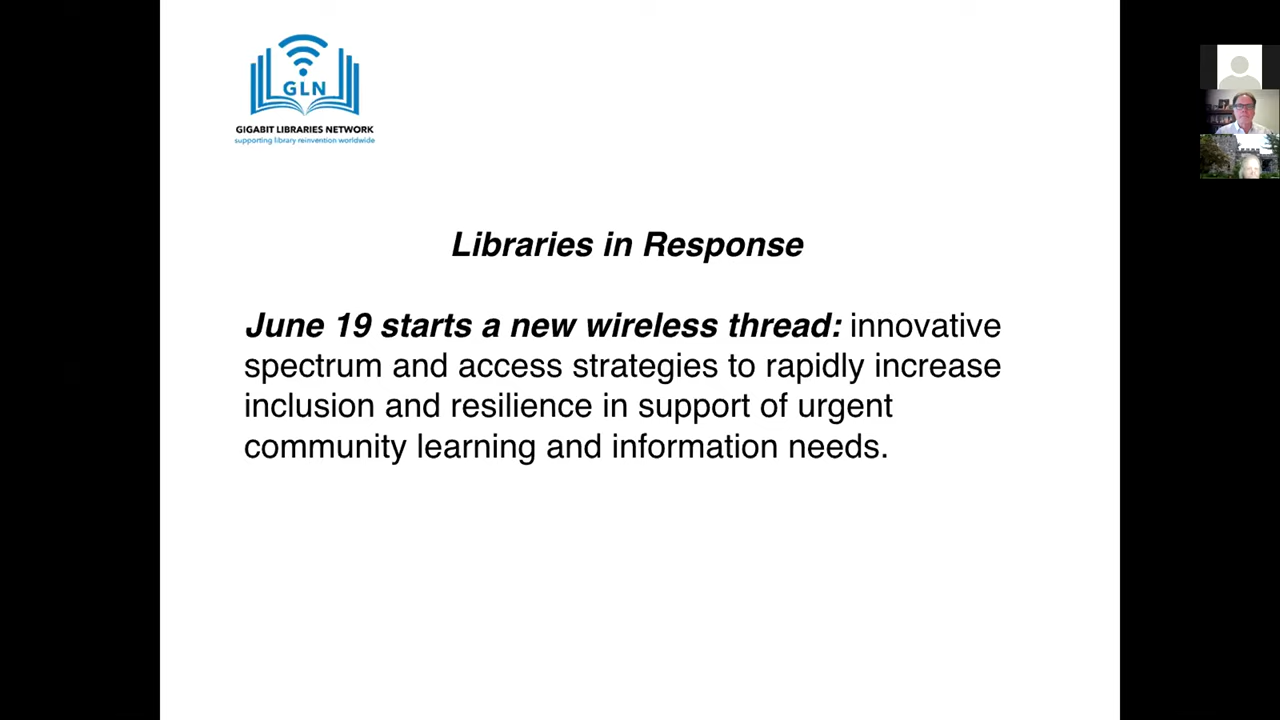 GLN
GIGABIT LIBRARIES NETWORK
supporting library reinvention worldwide
Libraries in Response
June 19 starts a new wireless thread: innovative
spectrum and access strategies to rapidly increase
inclusion and resilience in support of urgent
community learning and information needs.